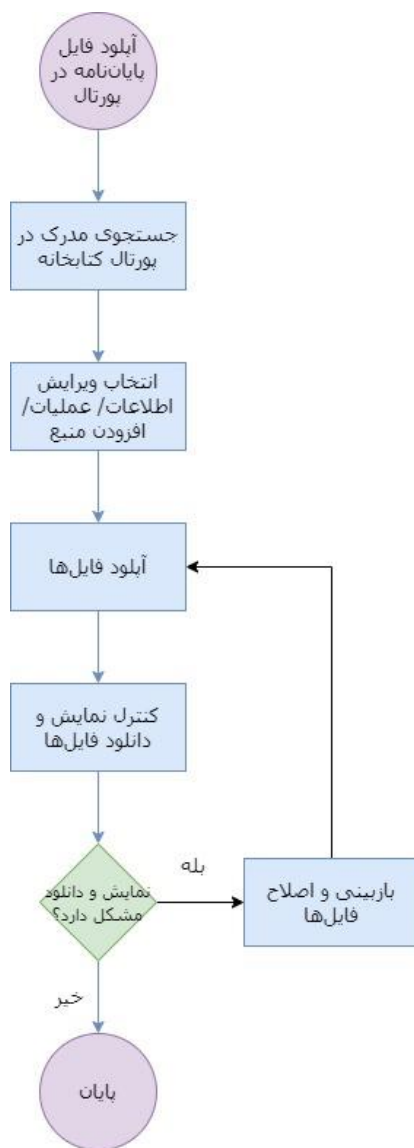 آپلود فایل
پایان‌نامه در
پورتال
جستجوی مدرک در
پورتال کتابخانه
انتخاب ویرایش
اطلاعات/ عملیات/
افزودن منبع
آپلود فایل‌ها
کنترل نمایش و
دانلود فایل‌ها
نمایش و دانلود
مشکل دارد؟
بله
بازبینی و اصلاح
فایل‌ها
خیر
پایان